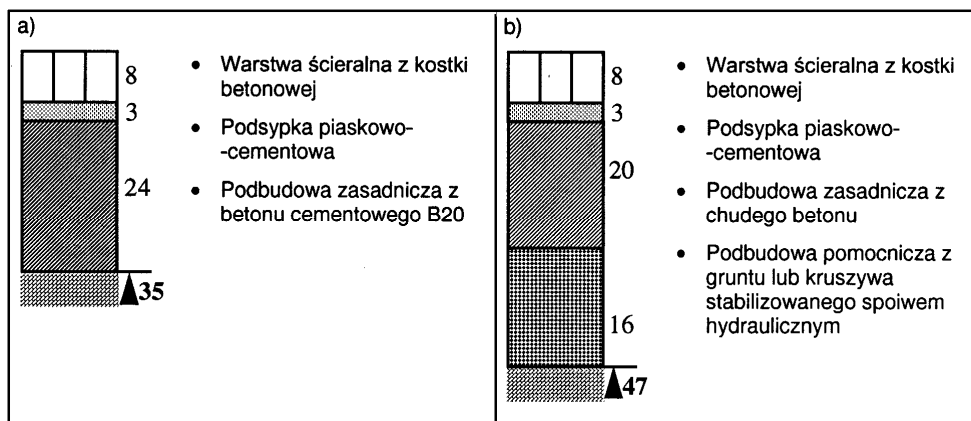 a)
8
3
24
35
• Warstwa ścieralna z kostki
betonowej
• Podsypka piaskowo-
-cementowa
• Podbudowa zasadnicza z
betonu cementowego B20
b)
8
3
20
16
47
• Warstwa ścieralna z kostki
betonowej
• Podsypka piaskowo-
-cementowa
• Podbudowa zasadnicza z
chudego betonu
• Podbudowa pomocnicza z
gruntu lub kruszywa
stabilizowanego spoiwem
hydraulicznym